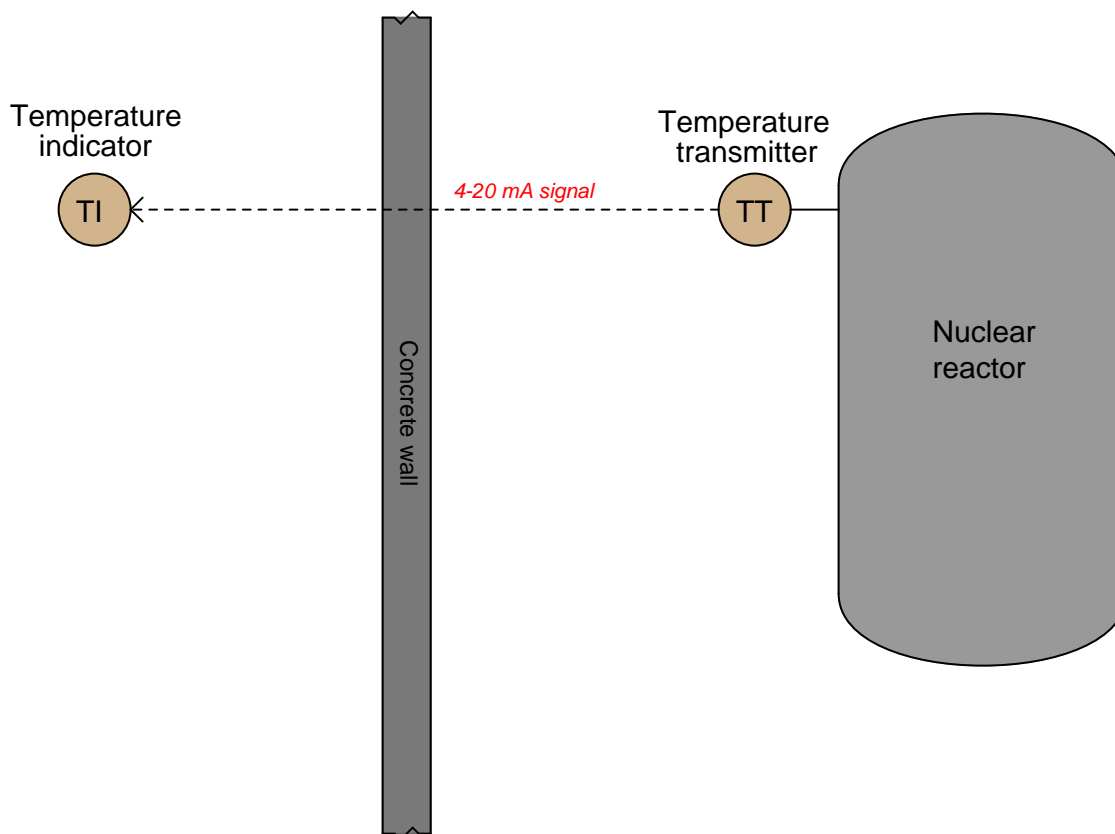 Temperature
indicator
TI
4-20 mA signal
Temperature
transmitter
TT
Concrete wall
Nuclear
reactor